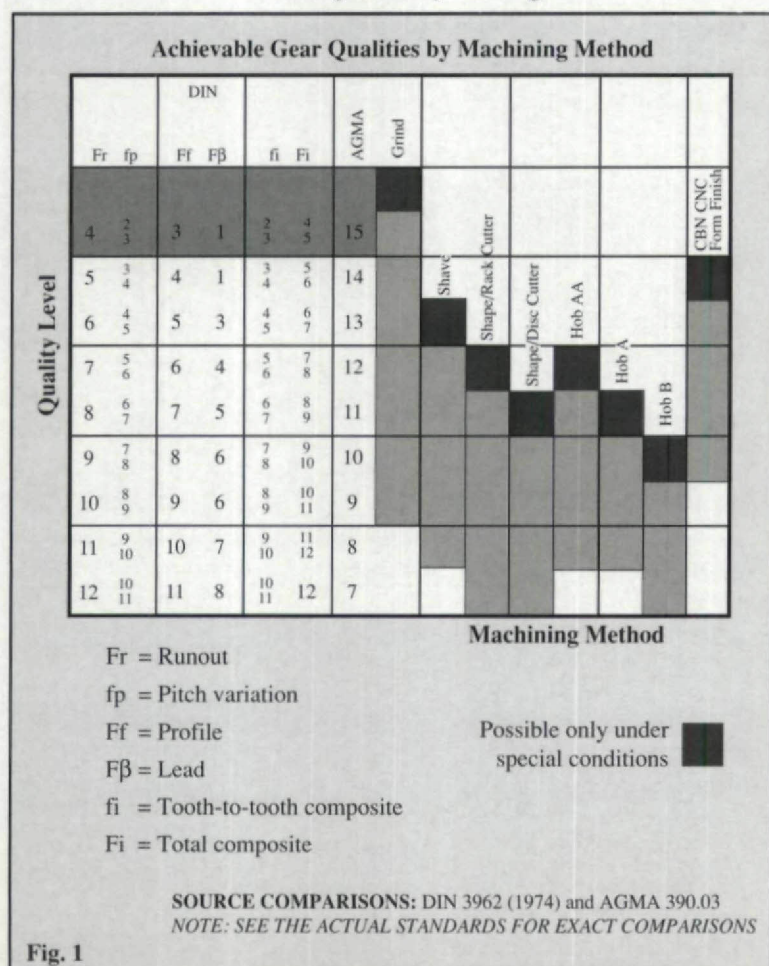 Achievable Gear Qualities by Machining Method
DIN
Fr fp Ff Fβ fi Fi AGMA Grind
Shave
Shape/Rack Cutter
Shape/Disc Cutter
Hob AA
Hob A
Hob B
CBN CNC
Form Finish
Quality Level
4 2 3 3 1 2 3 4 5 15
5 3 4 4 1 3 4 5 6 14
6 4 5 5 3 4 5 6 7 13
7 5 6 6 4 5 6 7 8 12
8 6 7 7 5 6 7 8 9 11
9 7 8 8 6 7 8 9 10 10
10 8 9 9 6 8 9 10 11 9
11 9 10 10 7 9 10 11 12 8
12 10 11 11 8 10 11 12 7
Machining Method
Fr = Runout
fp = Pitch variation
Ff = Profile
Fβ = Lead
fi = Tooth-to-tooth composite
Fi = Total composite
Possible only under
special conditions
SOURCE COMPARISONS: DIN 3962 (1974) and AGMA 390.03
NOTE: SEE THE ACTUAL STANDARDS FOR EXACT COMPARISONS
Fig. 1